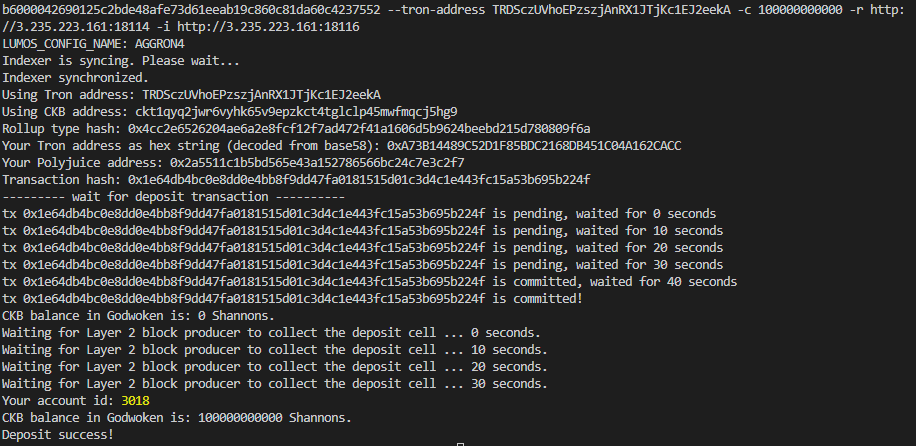 b6000042690125c2bde48afe73d61eeab19c860c81da60c4237552 --tron-address TRDSczUVhoEPzszjAnRX1JTjKc1EJ2eekA -c 100000000000 -r http:
//3.235.223.161:18114 -i http://3.235.223.161:18116
LUMOS_CONFIG_NAME: AGGRON4
Indexer is syncing. Please wait...
Indexer synchronized.
Using Tron address: TRDSczUVhoEPzszjAnRX1JTjKc1EJ2eekA
Using CKB address: ckt1qyq2jwr6vyhk65v9epzkct4tglclp45mwfmqcj5hg9
Rollup type hash: 0x4cc2e6526204ae6a2e8fcf12f7ad472f41a1606d5b9624beebd215d780809f6a
Your Tron address as hex string (decoded from base58): 0xA73B14489C52D1F85BDC2168DB451C04A162CACC
Your Polyjuice address: 0x2a5511c1b5bd565e43a152786566bc24c7e3c2f7
Transaction hash: 0x1e64db4bc0e8dd0e4bb8f9dd47fa0181515d01c3d4c1e443fc15a53b695b224f
--------- wait for deposit transaction ----------
tx 0x1e64db4bc0e8dd0e4bb8f9dd47fa0181515d01c3d4c1e443fc15a53b695b224f is pending, waited for 0 seconds
tx 0x1e64db4bc0e8dd0e4bb8f9dd47fa0181515d01c3d4c1e443fc15a53b695b224f is pending, waited for 10 seconds
tx 0x1e64db4bc0e8dd0e4bb8f9dd47fa0181515d01c3d4c1e443fc15a53b695b224f is pending, waited for 20 seconds
tx 0x1e64db4bc0e8dd0e4bb8f9dd47fa0181515d01c3d4c1e443fc15a53b695b224f is pending, waited for 30 seconds
tx 0x1e64db4bc0e8dd0e4bb8f9dd47fa0181515d01c3d4c1e443fc15a53b695b224f is committed, waited for 40 seconds
tx 0x1e64db4bc0e8dd0e4bb8f9dd47fa0181515d01c3d4c1e443fc15a53b695b224f is committed!
CKB balance in Godwoken is: 0 Shannons.
Waiting for Layer 2 block producer to collect the deposit cell ... 0 seconds.
Waiting for Layer 2 block producer to collect the deposit cell ... 10 seconds.
Waiting for Layer 2 block producer to collect the deposit cell ... 20 seconds.
Waiting for Layer 2 block producer to collect the deposit cell ... 30 seconds.
Your account id: 3018
CKB balance in Godwoken is: 100000000000 Shannons.
Deposit success!